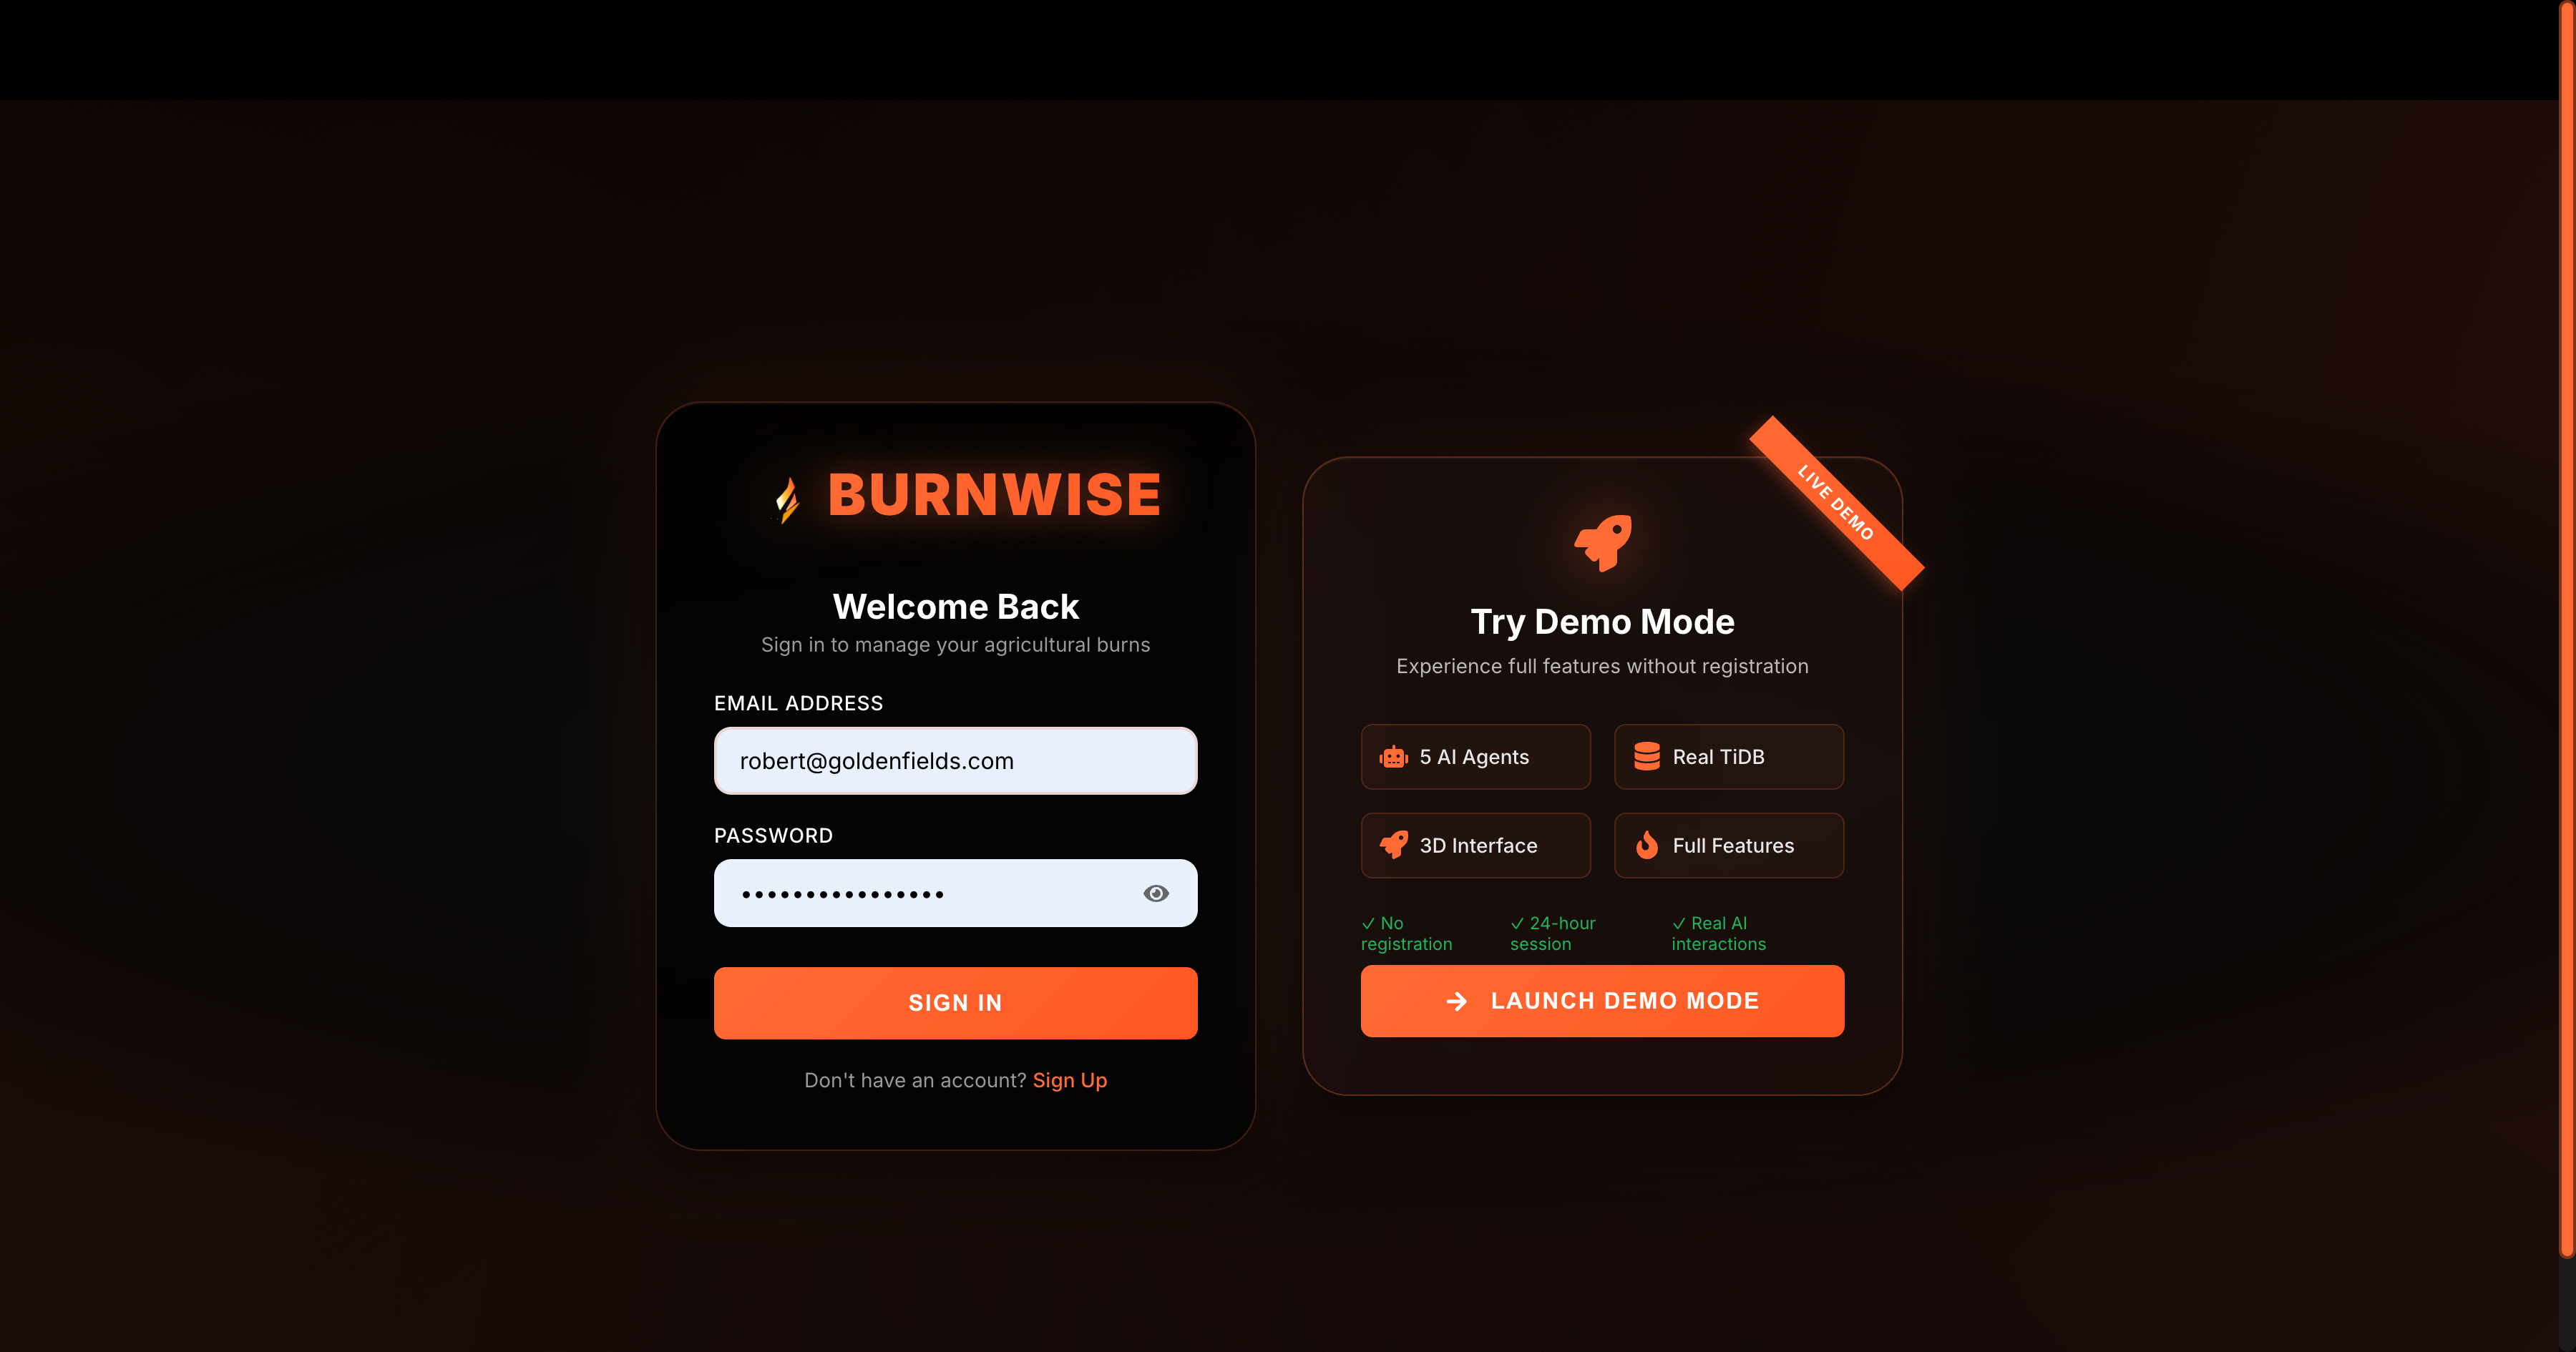 BURNWISE
Welcome Back
Sign in to manage your agricultural burns
EMAIL ADDRESS
robert@goldenfields.com
PASSWORD
••••••••••••••••
SIGN IN
Don't have an account? Sign Up
LIVE DEMO
Try Demo Mode
Experience full features without registration
5 AI Agents
Real TiDB
3D Interface
Full Features
✓ No
registration
✓ 24-hour
session
✓ Real AI
interactions
→ LAUNCH DEMO MODE